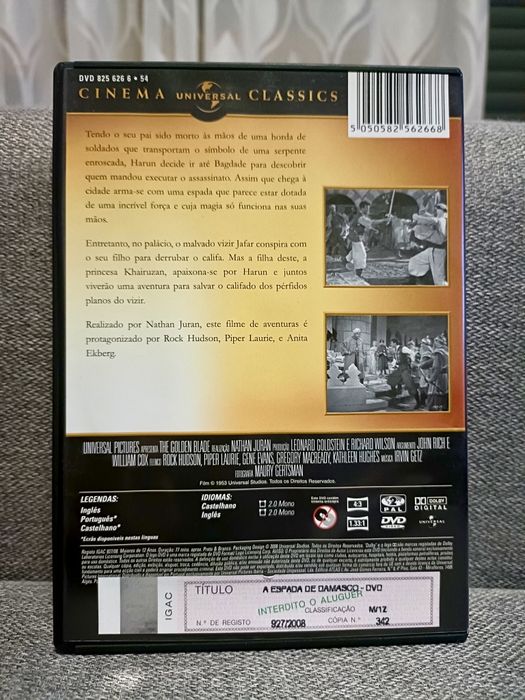 DVD 825 626 6 • 54
CINEMA UNIVERSAL CLASSICS
5 050582 562668
Tendo o seu pai sido morto às mãos de uma horda de
soldados que transportam o símbolo de uma serpente
enroscada, Harun decide ir até Bagdade para descobrir
quem mandou executar o assassinato. Assim que chega à
cidade arma-se com uma espada que parece estar dotada
de uma incrível força e cuja magia só funciona nas suas
mãos.
Entretanto, no palácio, o malvado vizir Jafar conspira com
o seu filho para derrubar o califa. Mas a filha deste, a
princesa Khairuzan, apaixona-se por Harun e juntos
viverão uma aventura para salvar o califado dos pérfidos
planos do vizir.
Realizado por Nathan Juran, este filme de aventuras é
protagonizado por Rock Hudson, Piper Laurie, e Anita
Ekberg.
UNIVERSAL PICTURES APRESENTA THE GOLDEN BLADE REALIZAÇÃO NATHAN JURAN PRODUÇÃO LEONARD GOLDSTEIN E RICHARD WILSON ARGUMENTO JOHN RICH E
WILLIAM COX ELENCO ROCK HUDSON, PIPER LAURIE, GENE EVANS, GREGORY MACREADY, KATHLEEN HUGHES MÚSICA IRVIN GETZ
FOTOGRAFIA MAURY GERTSMAN
Film © 1953 Universal Studios. Todos os Direitos Reservados.
LEGENDAS:
Inglês
Português*
Castelhano*
*Ecrãs disponíveis nestas línguas
IDIOMAS:
Castelhano 2.0 Mono
Inglês 2.0 Mono
4:3
1.33:1
2
PAL
DVD
VIDEO
DOLBY
DIGITAL
UNIVERSAL
IGAC
TÍTULO A ESPADA DE DAMASCO - DVD
INTERDITO O ALUGUER
CLASSIFICAÇÃO M/12
N.º DE REGISTO 927/2008 CÓPIA N.º 342